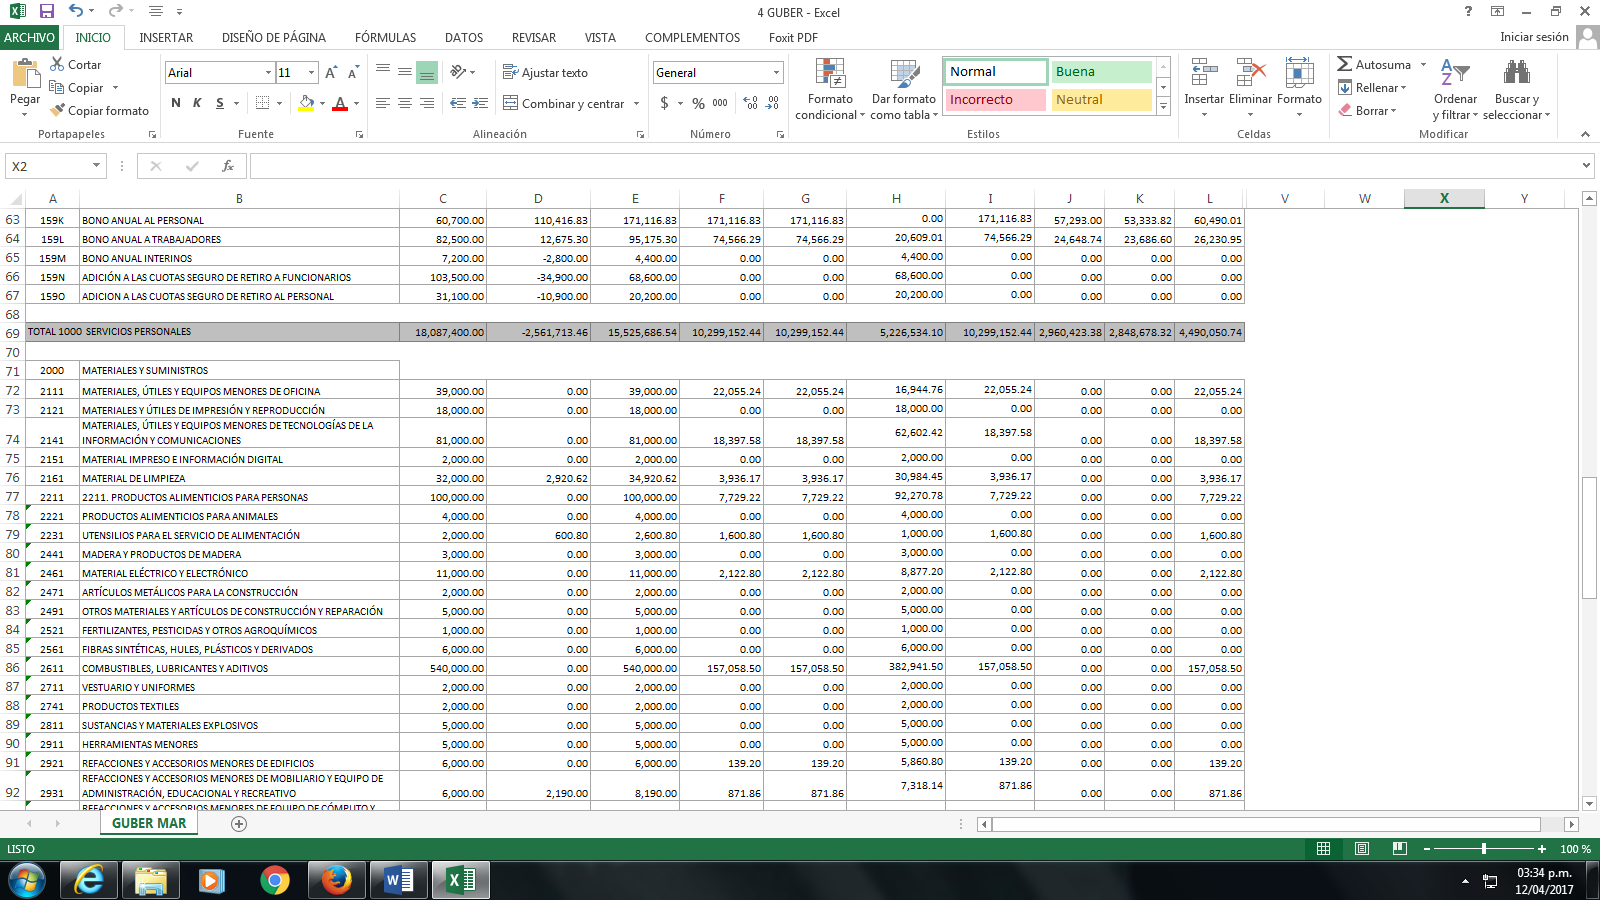 4 GUBER - Excel
ARCHIVO INICIO INSERTAR DISEÑO DE PÁGINA FÓRMULAS DATOS REVISAR VISTA COMPLEMENTOS Foxit PDF Iniciar sesión
Pegar
Cortar
Copiar
Copiar formato
Portapapeles
Arial 11
N K S
Fuente
Ajustar texto
Combinar y centrar
Alineación
General
$ % 000
Número
Formato condicional
Dar formato como tabla
Normal Buena
Incorrecto Neutral
Estilos
Insertar Eliminar Formato
Celdas
Autosuma
Rellenar
Borrar
Ordenar y filtrar
Buscar y seleccionar
Modificar
X2
A B C D E F G H I J K L V W X Y
63 159K BONO ANUAL AL PERSONAL 60,700.00 110,416.83 171,116.83 171,116.83 171,116.83 0.00 171,116.83 57,293.00 53,333.82 60,490.01
64 159L BONO ANUAL A TRABAJADORES 82,500.00 12,675.30 95,175.30 74,566.29 74,566.29 20,609.01 74,566.29 24,648.74 23,686.60 26,230.95
65 159M BONO ANUAL INTERINOS 7,200.00 -2,800.00 4,400.00 0.00 0.00 4,400.00 0.00 0.00 0.00 0.00
66 159N ADICIÓN A LAS CUOTAS SEGURO DE RETIRO A FUNCIONARIOS 103,500.00 -34,900.00 68,600.00 0.00 0.00 68,600.00 0.00 0.00 0.00 0.00
67 159O ADICION A LAS CUOTAS SEGURO DE RETIRO AL PERSONAL 31,100.00 -10,900.00 20,200.00 0.00 0.00 20,200.00 0.00 0.00 0.00 0.00
68
69 TOTAL 1000 SERVICIOS PERSONALES 18,087,400.00 -2,561,713.46 15,525,686.54 10,299,152.44 10,299,152.44 5,226,534.10 10,299,152.44 2,960,423.38 2,848,678.32 4,490,050.74
70
71 2000 MATERIALES Y SUMINISTROS
72 2111 MATERIALES, ÚTILES Y EQUIPOS MENORES DE OFICINA 39,000.00 0.00 39,000.00 22,055.24 22,055.24 16,944.76 22,055.24 0.00 0.00 22,055.24
73 2121 MATERIALES Y ÚTILES DE IMPRESIÓN Y REPRODUCCIÓN 18,000.00 0.00 18,000.00 0.00 0.00 18,000.00 0.00 0.00 0.00 0.00
MATERIALES, ÚTILES Y EQUIPOS MENORES DE TECNOLOGÍAS DE LA
74 2141 INFORMACIÓN Y COMUNICACIONES 81,000.00 0.00 81,000.00 18,397.58 18,397.58 62,602.42 18,397.58 0.00 0.00 18,397.58
75 2151 MATERIAL IMPRESO E INFORMACIÓN DIGITAL 2,000.00 0.00 2,000.00 0.00 0.00 2,000.00 0.00 0.00 0.00 0.00
76 2161 MATERIAL DE LIMPIEZA 32,000.00 2,920.62 34,920.62 3,936.17 3,936.17 30,984.45 3,936.17 0.00 0.00 3,936.17
77 2211 2211. PRODUCTOS ALIMENTICIOS PARA PERSONAS 100,000.00 0.00 100,000.00 7,729.22 7,729.22 92,270.78 7,729.22 0.00 0.00 7,729.22
78 2221 PRODUCTOS ALIMENTICIOS PARA ANIMALES 4,000.00 0.00 4,000.00 0.00 0.00 4,000.00 0.00 0.00 0.00 0.00
79 2231 UTENSILIOS PARA EL SERVICIO DE ALIMENTACIÓN 2,000.00 600.80 2,600.80 1,600.80 1,600.80 1,000.00 1,600.80 0.00 0.00 1,600.80
80 2441 MADERA Y PRODUCTOS DE MADERA 3,000.00 0.00 3,000.00 0.00 0.00 3,000.00 0.00 0.00 0.00 0.00
81 2461 MATERIAL ELÉCTRICO Y ELECTRÓNICO 11,000.00 0.00 11,000.00 2,122.80 2,122.80 8,877.20 2,122.80 0.00 0.00 2,122.80
82 2471 ARTÍCULOS METÁLICOS PARA LA CONSTRUCCIÓN 2,000.00 0.00 2,000.00 0.00 0.00 2,000.00 0.00 0.00 0.00 0.00
83 2491 OTROS MATERIALES Y ARTÍCULOS DE CONSTRUCCIÓN Y REPARACIÓN 5,000.00 0.00 5,000.00 0.00 0.00 5,000.00 0.00 0.00 0.00 0.00
84 2521 FERTILIZANTES, PESTICIDAS Y OTROS AGROQUÍMICOS 1,000.00 0.00 1,000.00 0.00 0.00 1,000.00 0.00 0.00 0.00 0.00
85 2561 FIBRAS SINTÉTICAS, HULES, PLÁSTICOS Y DERIVADOS 6,000.00 0.00 6,000.00 0.00 0.00 6,000.00 0.00 0.00 0.00 0.00
86 2611 COMBUSTIBLES, LUBRICANTES Y ADITIVOS 540,000.00 0.00 540,000.00 157,058.50 157,058.50 382,941.50 157,058.50 0.00 0.00 157,058.50
87 2711 VESTUARIO Y UNIFORMES 2,000.00 0.00 2,000.00 0.00 0.00 2,000.00 0.00 0.00 0.00 0.00
88 2741 PRODUCTOS TEXTILES 2,000.00 0.00 2,000.00 0.00 0.00 2,000.00 0.00 0.00 0.00 0.00
89 2811 SUSTANCIAS Y MATERIALES EXPLOSIVOS 5,000.00 0.00 5,000.00 0.00 0.00 5,000.00 0.00 0.00 0.00 0.00
90 2911 HERRAMIENTAS MENORES 5,000.00 0.00 5,000.00 0.00 0.00 5,000.00 0.00 0.00 0.00 0.00
91 2921 REFACCIONES Y ACCESORIOS MENORES DE EDIFICIOS 6,000.00 0.00 6,000.00 139.20 139.20 5,860.80 139.20 0.00 0.00 139.20
REFACCIONES Y ACCESORIOS MENORES DE MOBILIARIO Y EQUIPO DE
92 2931 ADMINISTRACIÓN, EDUCACIONAL Y RECREATIVO 6,000.00 2,190.00 8,190.00 871.86 871.86 7,318.14 871.86 0.00 0.00 871.86
REFACCIONES Y ACCESORIOS MENORES DE EQUIPO DE CÓMPUTO Y
GUBER MAR
LISTO 100 %
03:34 p.m.
12/04/2017